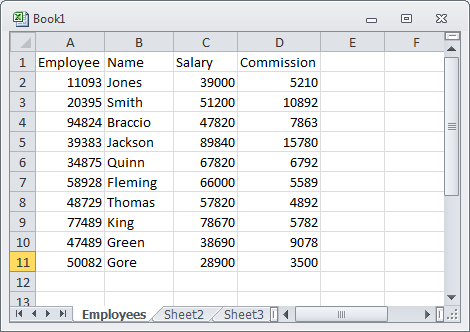 Book1
A B C D E F
1 Employee Name Salary Commission
2 11093 Jones 39000 5210
3 20395 Smith 51200 10892
4 94824 Braccio 47820 7863
5 39383 Jackson 89840 15780
6 34875 Quinn 67820 6792
7 58928 Fleming 66000 5589
8 48729 Thomas 57820 4892
9 77489 King 78670 5782
10 47489 Green 38690 9078
11 50082 Gore 28900 3500
12
13
Employees Sheet2 Sheet3